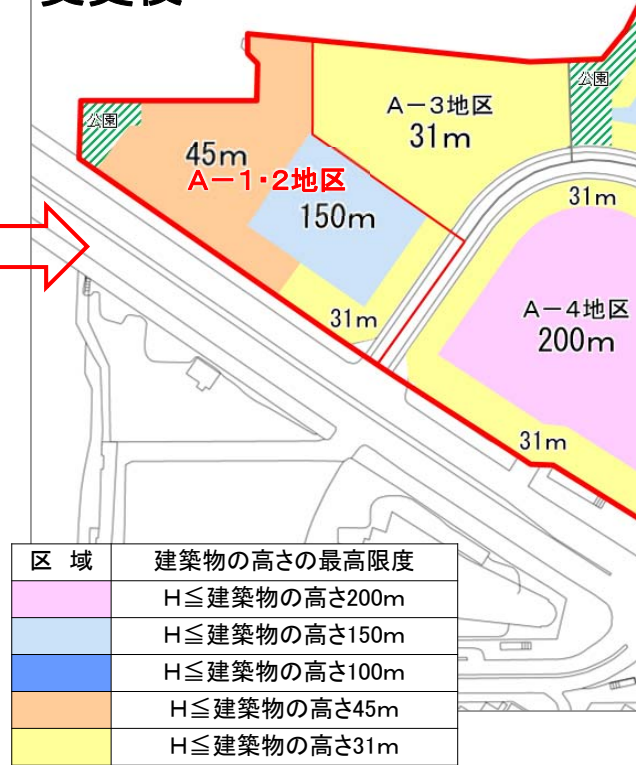 公園
公園
A-3地区
31m
45m
A-1・2地区
150m
31m
31m
A-4地区
200m
31m
区 域 建築物の高さの最高限度
H≦建築物の高さ200m
H≦建築物の高さ150m
H≦建築物の高さ100m
H≦建築物の高さ45m
H≦建築物の高さ31m